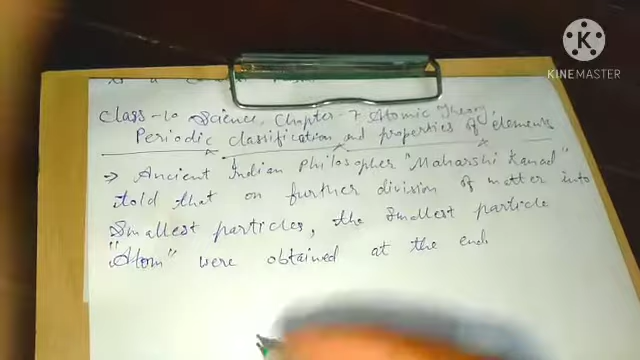 KINEMASTER
Class-10 Science, Chapter-7 Atomic Theory,
Periodic classification and properties of elements
→ Ancient Indian Philosopher "Maharshi Kanad"
told that on further division of matter into
smallest particles, the smallest particle
"Atom" were obtained at the end.